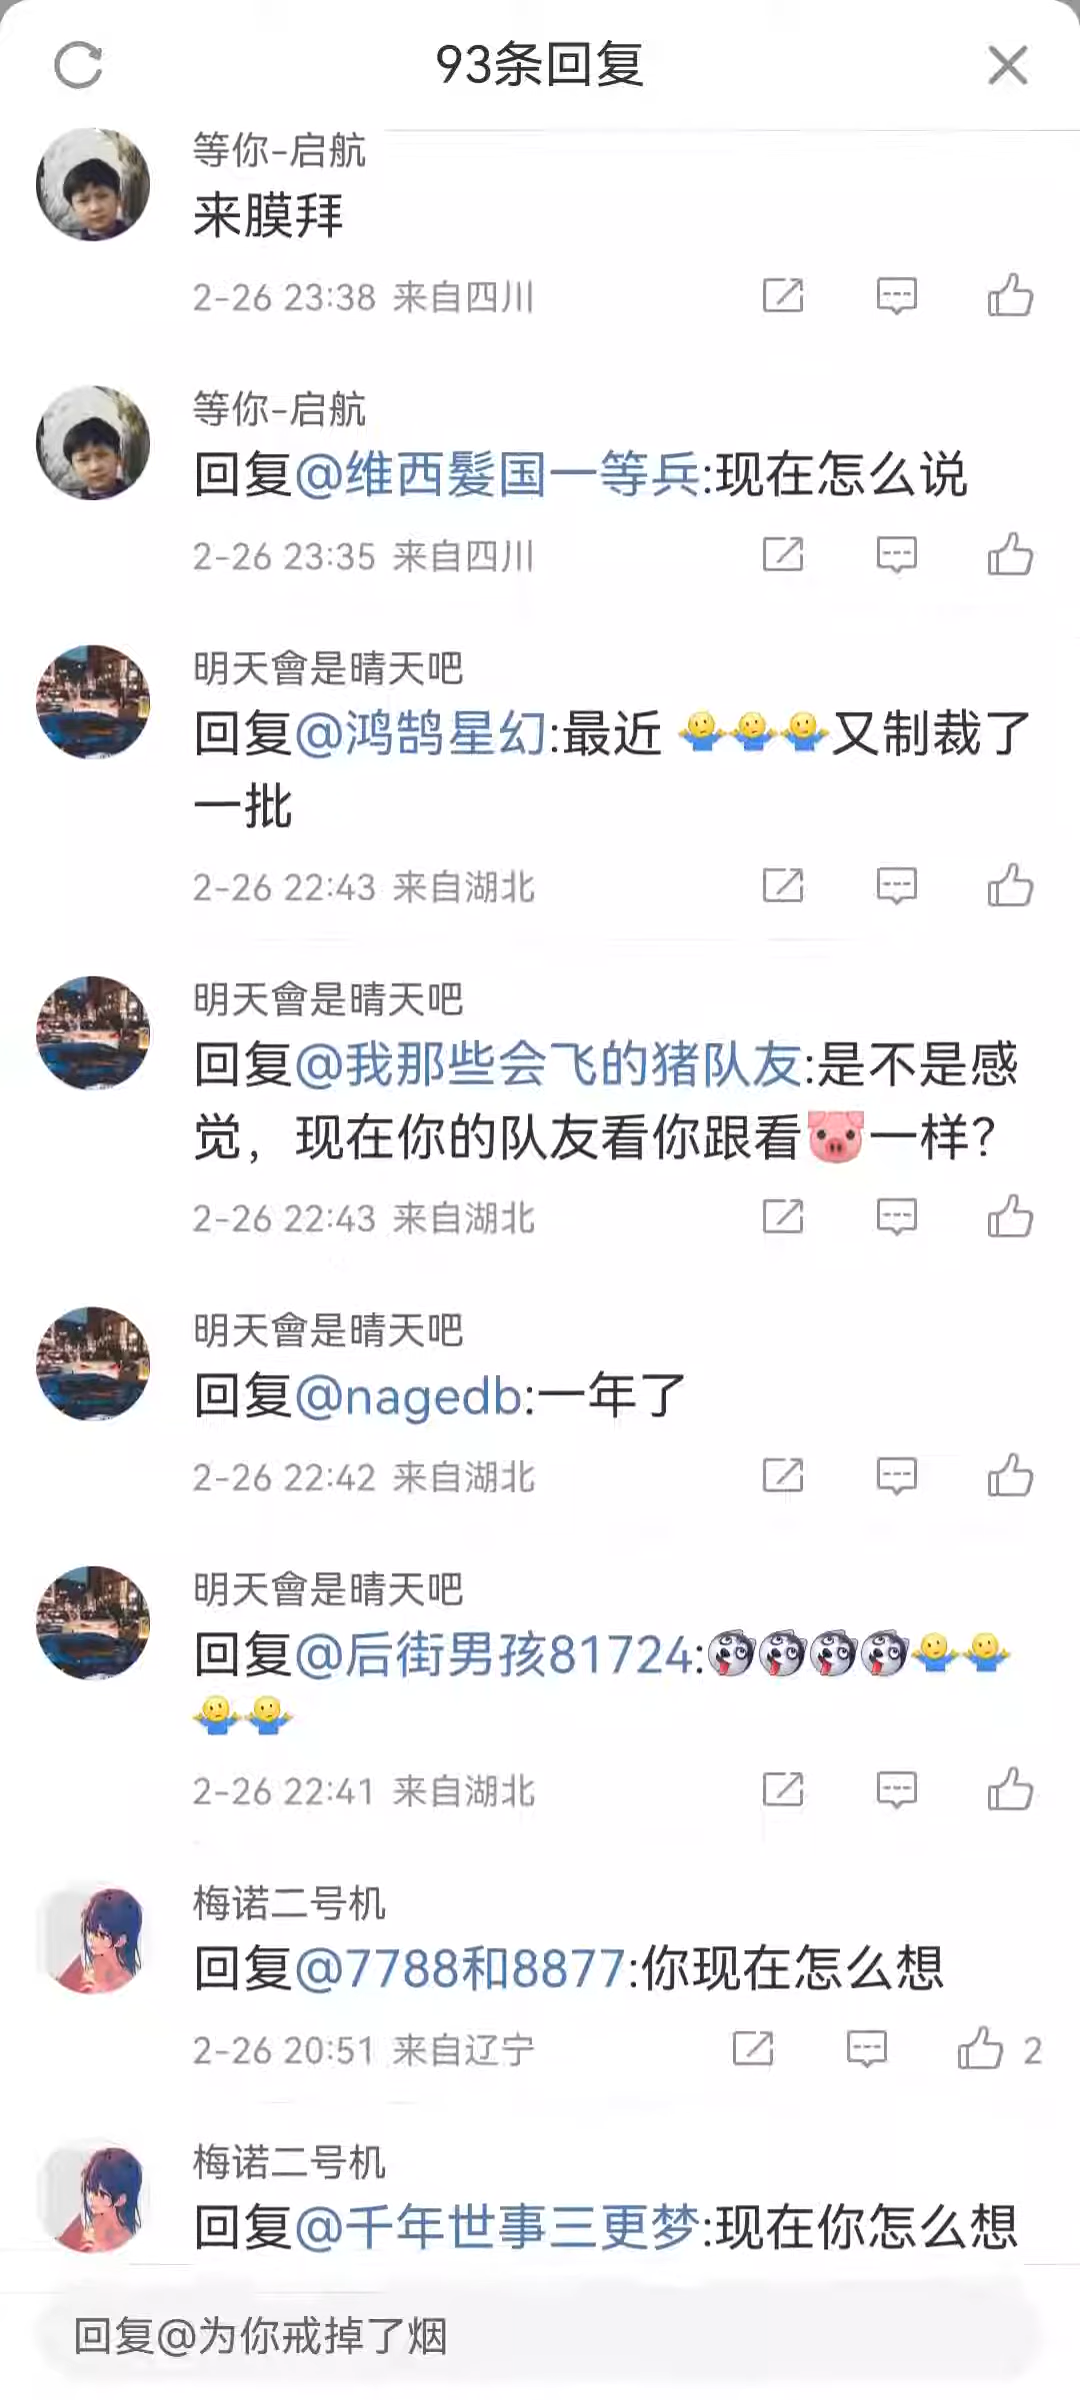 93条回复
等你-启航
来膜拜
2-26 23:38 来自四川
等你-启航
回复@维西髮国一等兵:现在怎么说
2-26 23:35 来自四川
明天會是晴天吧
回复@鸿鹄星幻:最近 🤷🤷🤷又制裁了
一批
2-26 22:43 来自湖北
明天會是晴天吧
回复@我那些会飞的猪队友:是不是感
觉，现在你的队友看你跟看🐷一样?
2-26 22:43 来自湖北
明天會是晴天吧
回复@nagedb:一年了
2-26 22:42 来自湖北
明天會是晴天吧
回复@后街男孩81724:🤷🤷
🤷🤷
2-26 22:41 来自湖北
梅诺二号机
回复@7788和8877:你现在怎么想
2-26 20:51 来自辽宁
2
梅诺二号机
回复@千年世事三更梦:现在你怎么想
回复@为你戒掉了烟